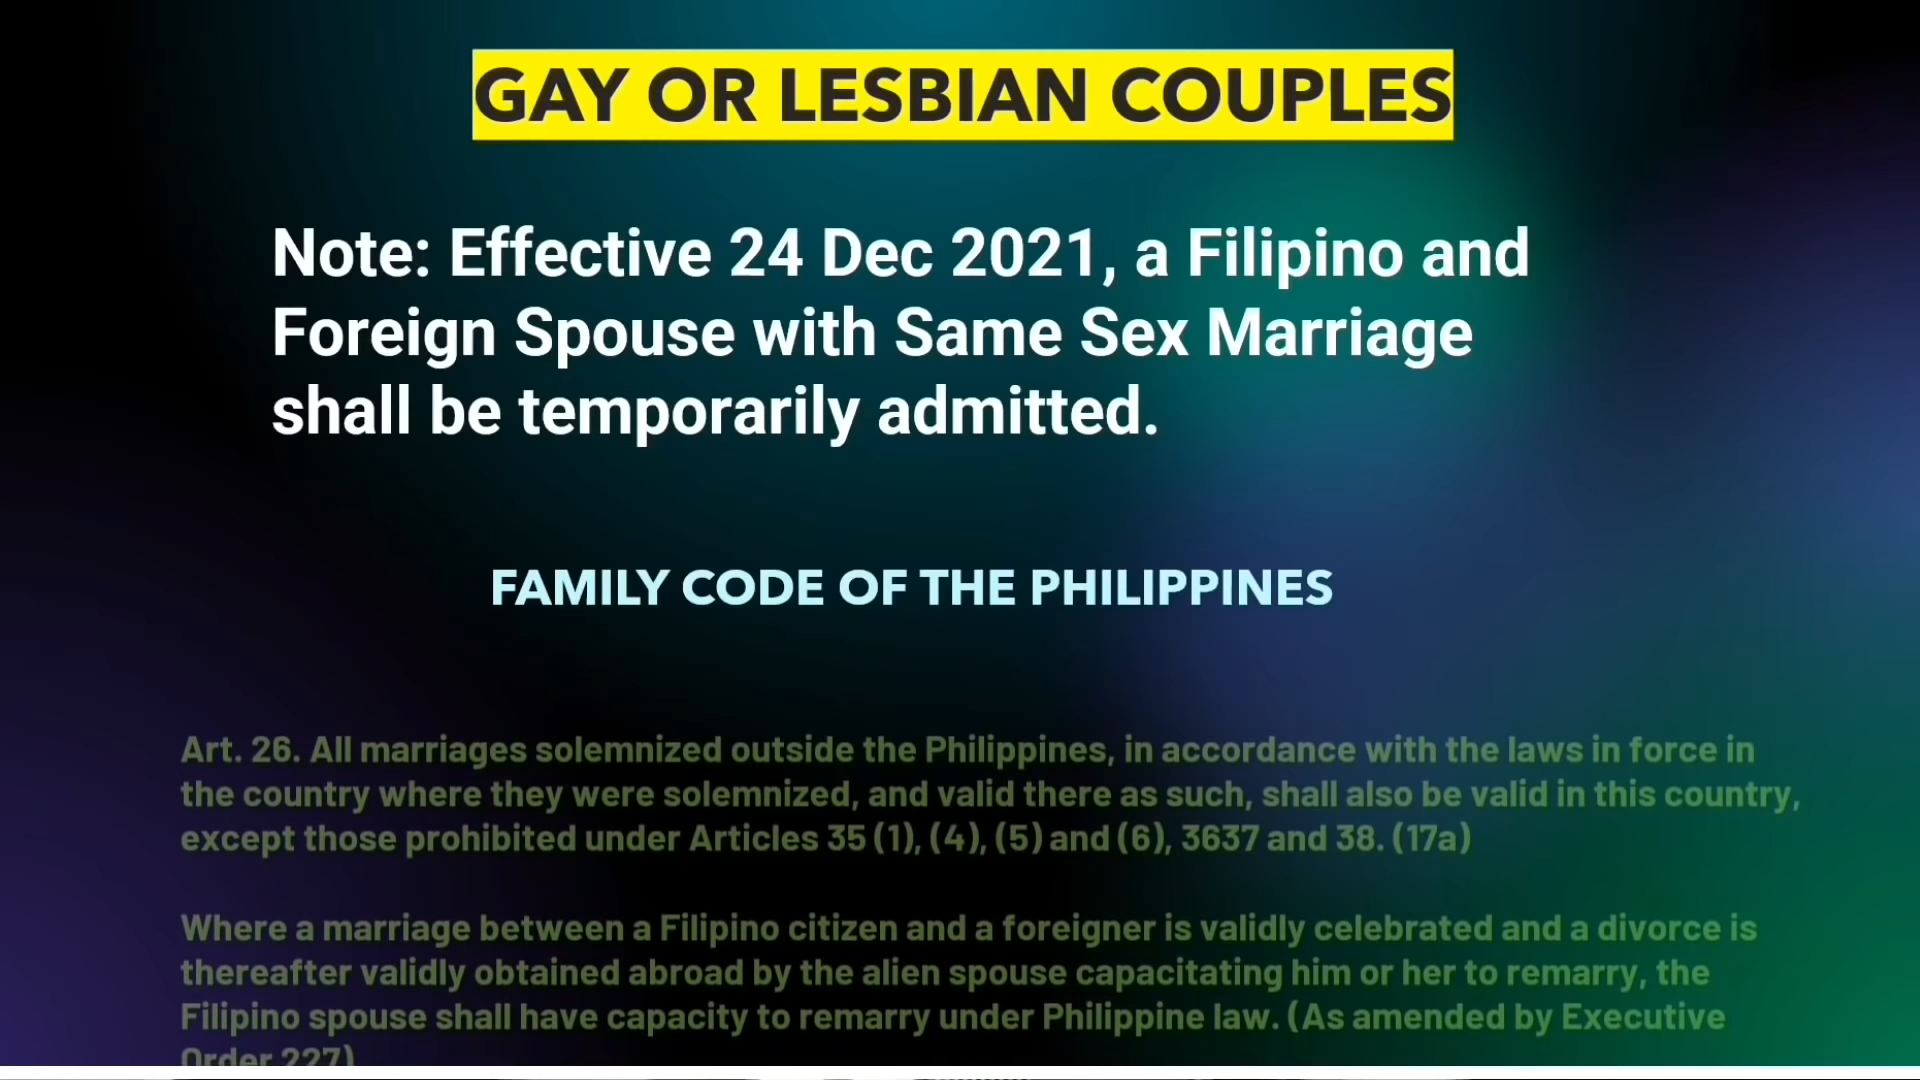 GAY OR LESBIAN COUPLES
Note: Effective 24 Dec 2021, a Filipino and
Foreign Spouse with Same Sex Marriage
shall be temporarily admitted.
FAMILY CODE OF THE PHILIPPINES
Art. 26. All marriages solemnized outside the Philippines, in accordance with the laws in force in
the country where they were solemnized, and valid there as such, shall also be valid in this country,
except those prohibited under Articles 35 (1), (4), (5) and (6), 3637 and 38. (17a)
Where a marriage between a Filipino citizen and a foreigner is validly celebrated and a divorce is
thereafter validly obtained abroad by the alien spouse capacitating him or her to remarry, the
Filipino spouse shall have capacity to remarry under Philippine law. (As amended by Executive
Order 227)